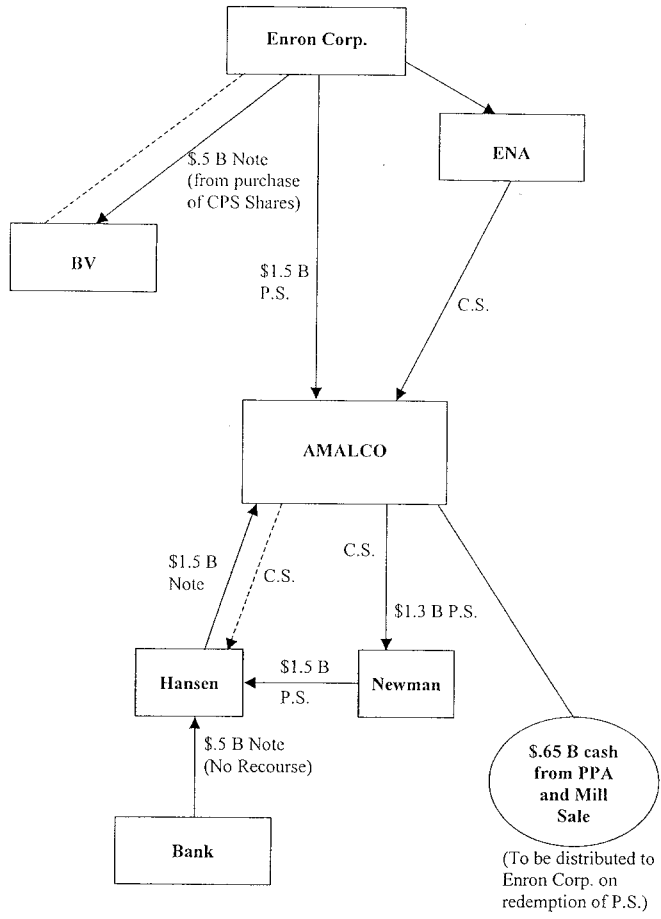 Enron Corp.
ENA
$.5 B Note
(from purchase
of CPS Shares)
BV
$1.5 B
P.S.
C.S.
AMALCO
$1.5 B
Note
C.S.
C.S.
$1.3 B P.S.
Hansen
$1.5 B
P.S.
Newman
$.5 B Note
(No Recourse)
Bank
$.65 B cash
from PPA
and Mill
Sale
(To be distributed to
Enron Corp. on
redemption of P.S.)